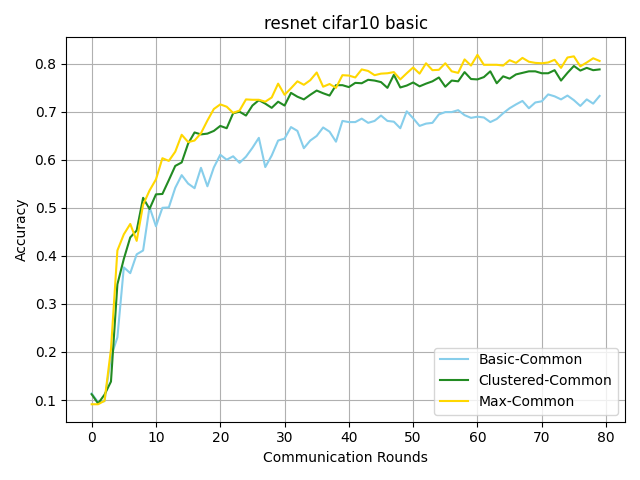 resnet cifar10 basic
Accuracy
0.8
0.7
0.6
0.5
0.4
0.3
0.2
0.1
Basic-Common
Clustered-Common
Max-Common
0 10 20 30 40 50 60 70 80
Communication Rounds